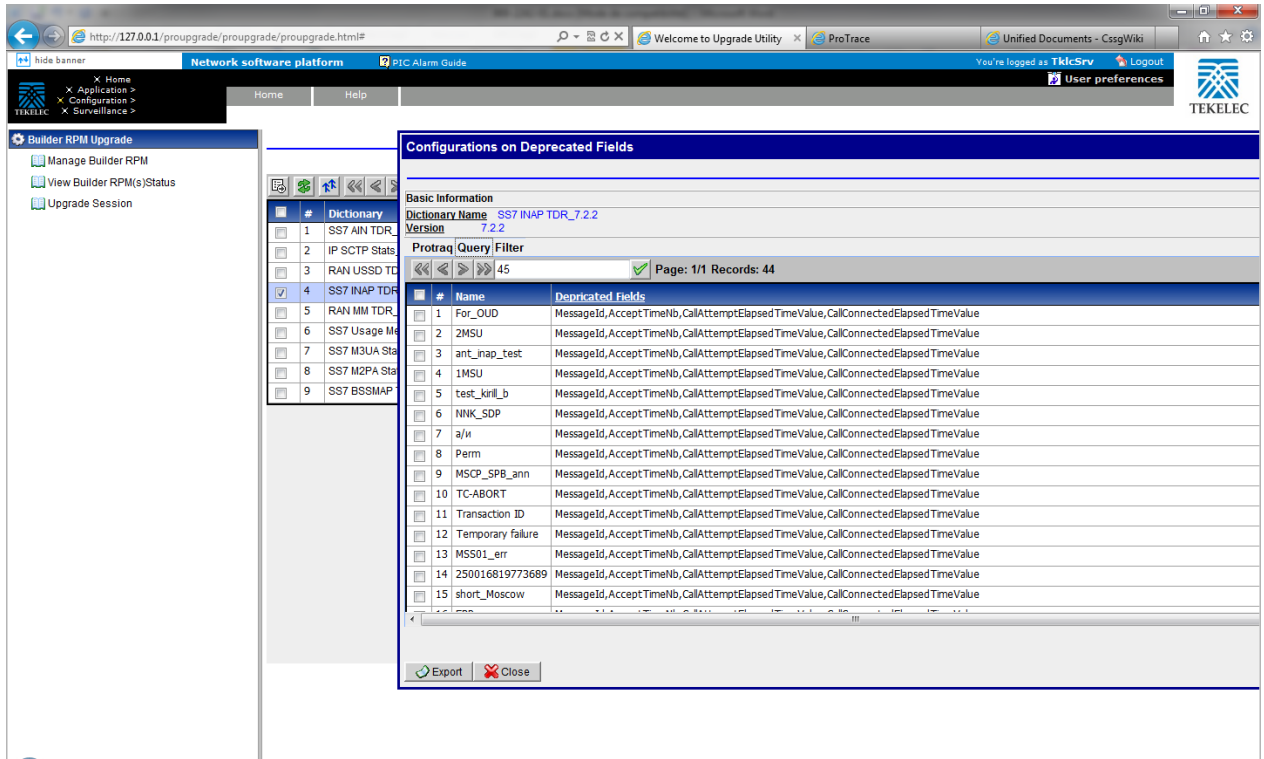 http://127.0.0.1/proupgrade/proupgrade/proupgrade.html#
Welcome to Upgrade Utility
ProTrace
Unified Documents - CssgWiki
hide banner
Network software platform
PIC Alarm Guide
You're logged as TklcSrv
Logout
User preferences
Home
Application >
Configuration >
Surveillance >
TEKELEC
Home Help
TEKELEC
Builder RPM Upgrade
Manage Builder RPM
View Builder RPM(s)Status
Upgrade Session
# Dictionary
1 SS7 AIN TDR_
2 IP SCTP Stats_
3 RAN USSD TD
4 SS7 INAP TDR
5 RAN MM TDR_
6 SS7 Usage Me
7 SS7 M3UA Sta
8 SS7 M2PA Stat
9 SS7 BSSMAP T
Configurations on Deprecated Fields
Basic Information
Dictionary Name SS7 INAP TDR_7.2.2
Version 7.2.2
Protraq Query Filter
45 Page: 1/1 Records: 44
# Name Depricated Fields
1 For_OUD MessageId,AcceptTimeNb,CallAttemptElapsedTimeValue,CallConnectedElapsedTimeValue
2 2MSU MessageId,AcceptTimeNb,CallAttemptElapsedTimeValue,CallConnectedElapsedTimeValue
3 ant_inap_test MessageId,AcceptTimeNb,CallAttemptElapsedTimeValue,CallConnectedElapsedTimeValue
4 1MSU MessageId,AcceptTimeNb,CallAttemptElapsedTimeValue,CallConnectedElapsedTimeValue
5 test_kirill_b MessageId,AcceptTimeNb,CallAttemptElapsedTimeValue,CallConnectedElapsedTimeValue
6 NNK_SDP MessageId,AcceptTimeNb,CallAttemptElapsedTimeValue,CallConnectedElapsedTimeValue
7 а/и MessageId,AcceptTimeNb,CallAttemptElapsedTimeValue,CallConnectedElapsedTimeValue
8 Perm MessageId,AcceptTimeNb,CallAttemptElapsedTimeValue,CallConnectedElapsedTimeValue
9 MSCP_SPB_ann MessageId,AcceptTimeNb,CallAttemptElapsedTimeValue,CallConnectedElapsedTimeValue
10 TC-ABORT MessageId,AcceptTimeNb,CallAttemptElapsedTimeValue,CallConnectedElapsedTimeValue
11 Transaction ID MessageId,AcceptTimeNb,CallAttemptElapsedTimeValue,CallConnectedElapsedTimeValue
12 Temporary failure MessageId,AcceptTimeNb,CallAttemptElapsedTimeValue,CallConnectedElapsedTimeValue
13 MSS01_err MessageId,AcceptTimeNb,CallAttemptElapsedTimeValue,CallConnectedElapsedTimeValue
14 250016819773689 MessageId,AcceptTimeNb,CallAttemptElapsedTimeValue,CallConnectedElapsedTimeValue
15 short_Moscow MessageId,AcceptTimeNb,CallAttemptElapsedTimeValue,CallConnectedElapsedTimeValue
Export Close